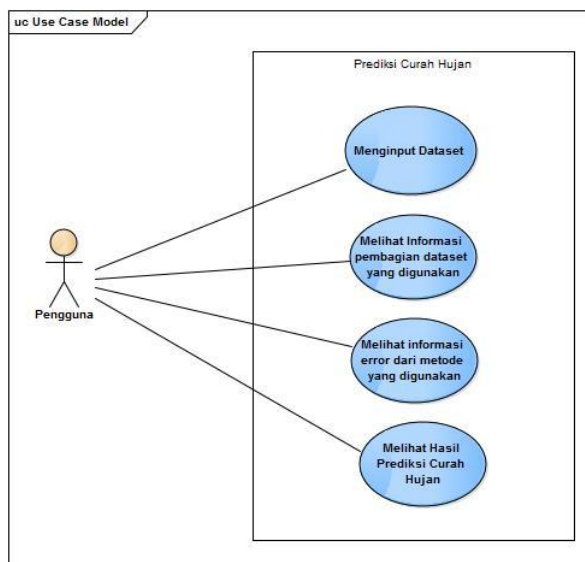 uc Use Case Model
Prediksi Curah Hujan
Menginput Dataset
Melihat Informasi
pembagian dataset
yang digunakan
Pengguna
Melihat informasi
error dari metode
yang digunakan
Melihat Hasil
Prediksi Curah
Hujan